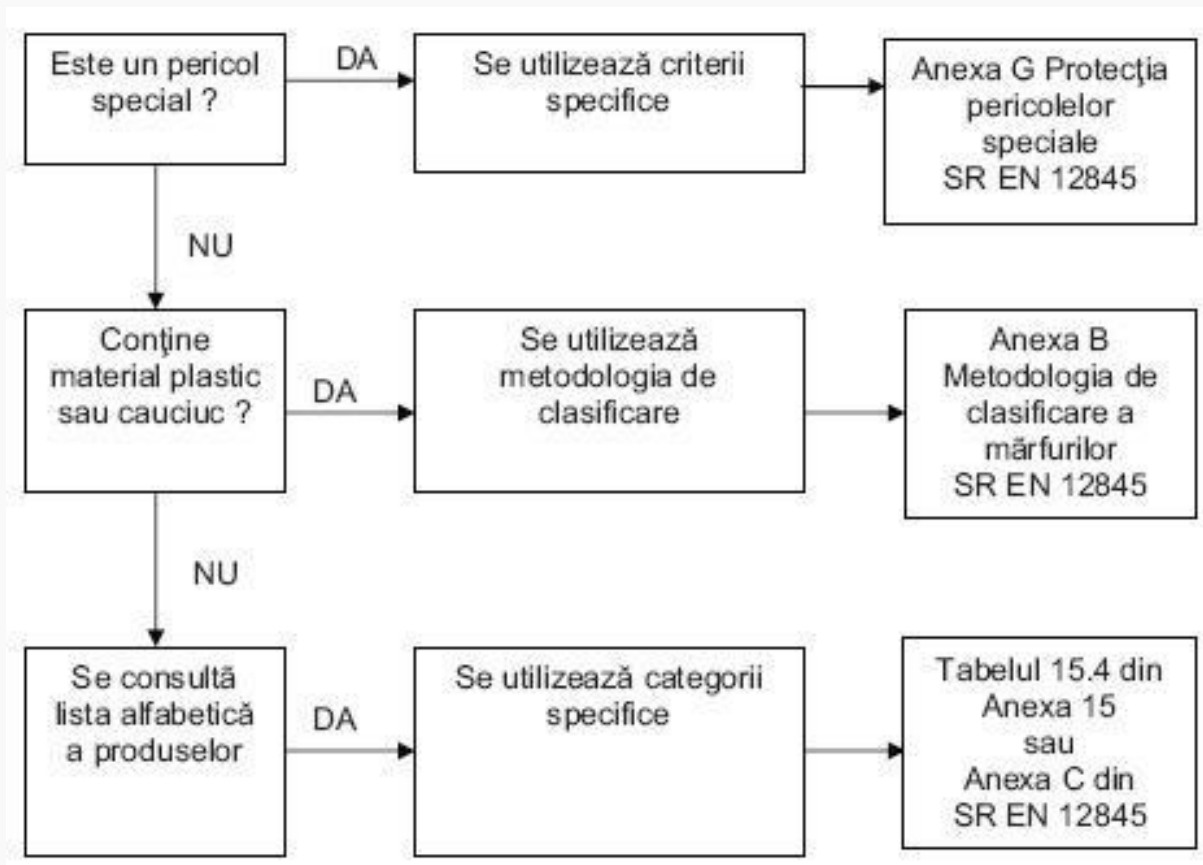 Este un pericol
special ?
DA
Se utilizează criterii
specifice
Anexa G Protecţia
pericolelor
speciale
SR EN 12845
NU
Conţine
material plastic
sau cauciuc ?
DA
Se utilizează
metodologia de
clasificare
Anexa B
Metodologia de
clasificare a
mărfurilor
SR EN 12845
NU
Se consultă
lista alfabetică
a produselor
DA
Se utilizează categorii
specifice
Tabelul 15.4 din
Anexa 15
sau
Anexa C din
SR EN 12845